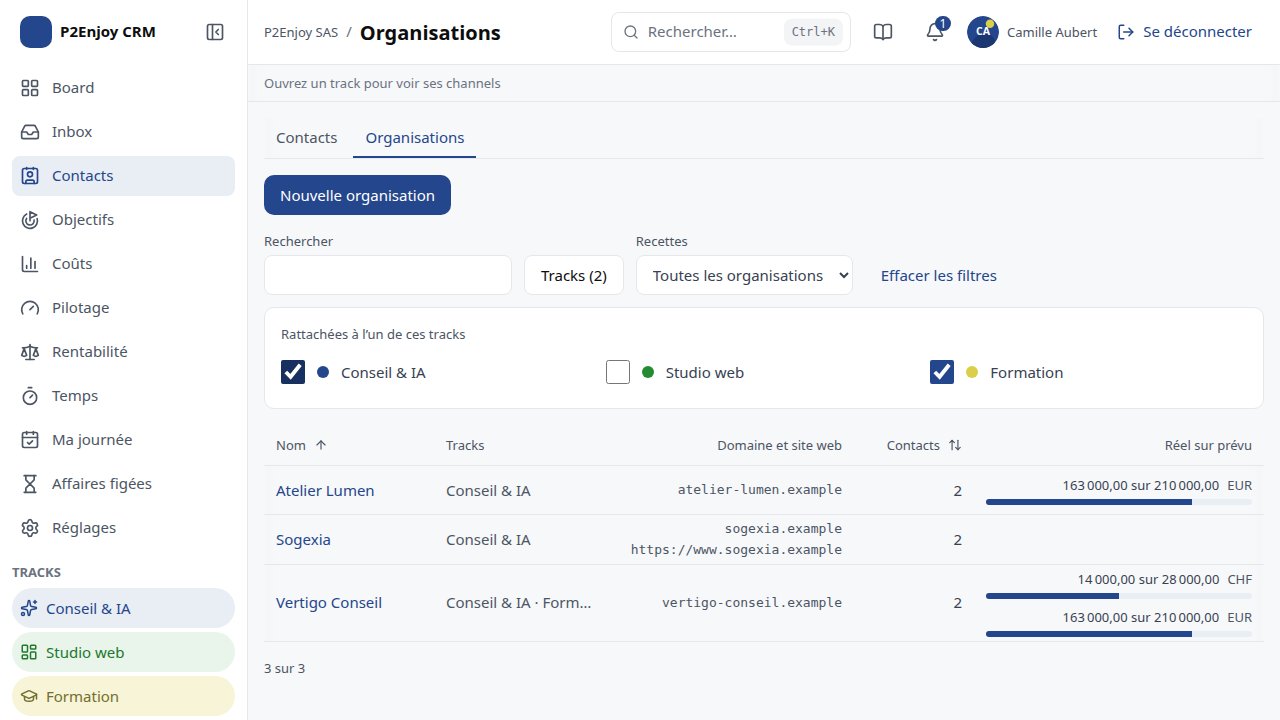 P2Enjoy CRM
P2Enjoy SAS / Organisations
Rechercher...
Ctrl+K
1
CA
Camille Aubert
Se déconnecter
Board
Inbox
Contacts
Objectifs
Coûts
Pilotage
Rentabilité
Temps
Ma journée
Affaires figées
Réglages
TRACKS
Conseil & IA
Studio web
Formation
Ouvrez un track pour voir ses channels
Contacts
Organisations
Nouvelle organisation
Rechercher
Tracks (2)
Recettes
Toutes les organisations
Effacer les filtres
Rattachées à l'un de ces tracks
Conseil & IA
Studio web
Formation
Nom Tracks Domaine et site web Contacts Réel sur prévu
Atelier Lumen Conseil & IA atelier-lumen.example 2 163 000,00 sur 210 000,00 EUR
Sogexia Conseil & IA sogexia.example 2
https://www.sogexia.example
Vertigo Conseil Conseil & IA · Form... vertigo-conseil.example 2 14 000,00 sur 28 000,00 CHF
163 000,00 sur 210 000,00 EUR
3 sur 3